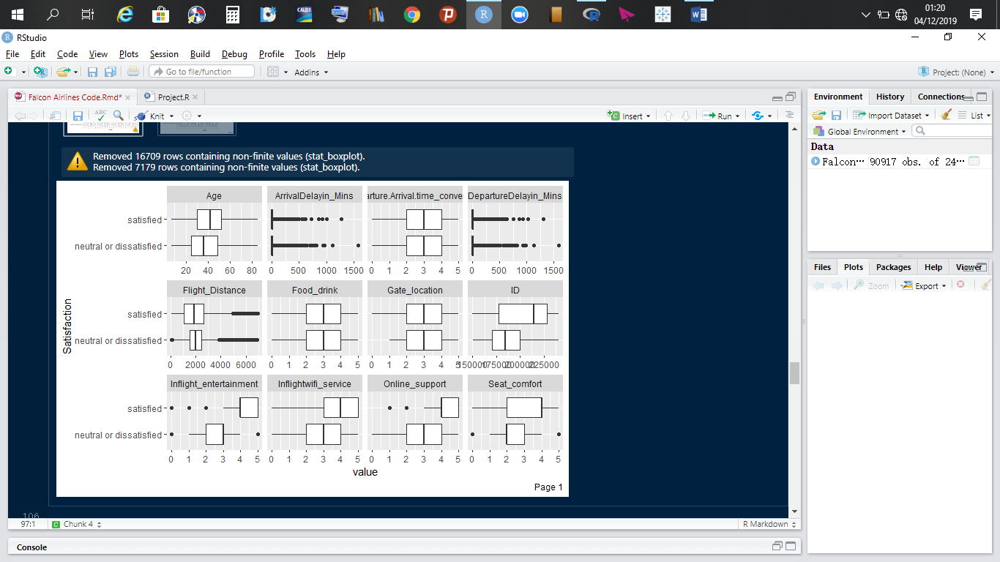 01:20
04/12/2019
RStudio
File Edit Code View Plots Session Build Debug Profile Tools Help
Go to file/function Addins Project: (None)
Falcon Airlines Code.Rmd* Project.R
ABC Knit Insert Run
Removed 16709 rows containing non-finite values (stat_boxplot).
Removed 7179 rows containing non-finite values (stat_boxplot).
Age ArrivalDelayin_Mins arture.Arrival.time_conve DepartureDelayin_Mins
satisfied
neutral or dissatisfied
20 40 60 80 0 500 1000 1500 0 1 2 3 4 5 0 500 1000 1500
Flight_Distance Food_drink Gate_location ID
satisfied
neutral or dissatisfied
0 2000 4000 6000 0 1 2 3 4 5 0 1 2 3 4 5 150000 175000 200000 225000
Inflight_entertainment Inflightwifi_service Online_support Seat_comfort
satisfied
neutral or dissatisfied
0 1 2 3 4 5 0 1 2 3 4 5 0 1 2 3 4 5 0 1 2 3 4 5
Satisfaction
value
Page 1
106
97:1 Chunk 4 R Markdown
Console
Environment History Connections
Import Dataset List
Global Environment
Data
Falcon… 90917 obs. of 24…
Files Plots Packages Help Viewer
Zoom Export